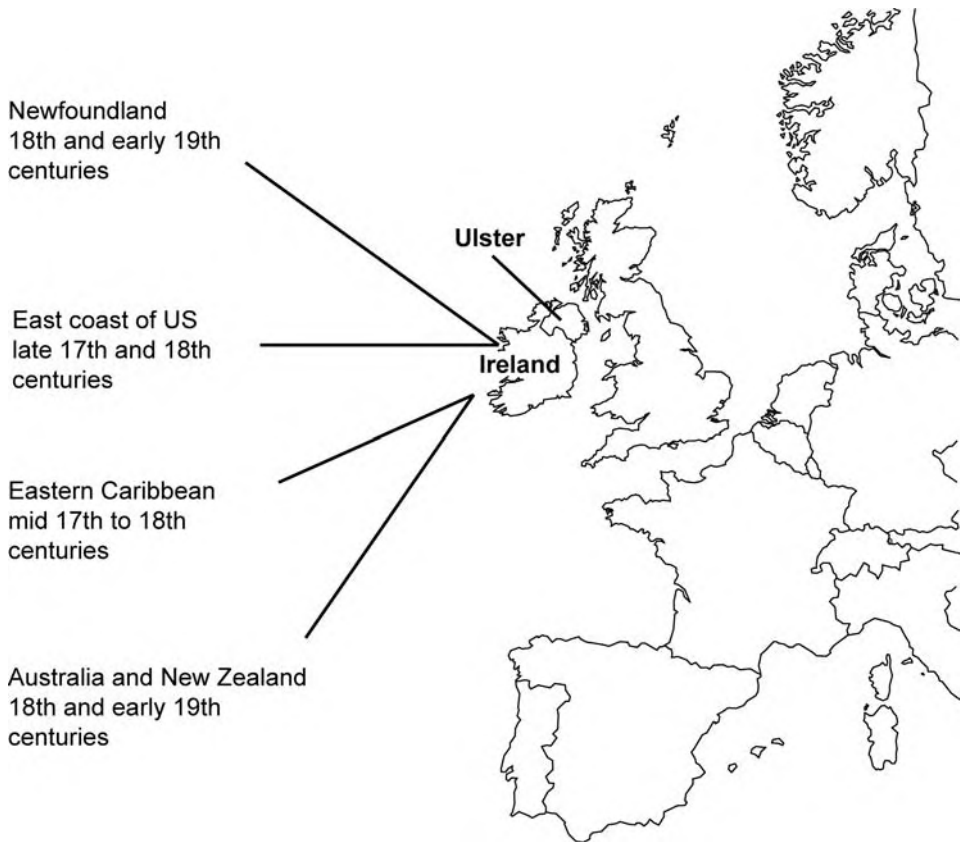 Newfoundland
18th and early 19th
centuries
Ulster
East coast of US
late 17th and 18th
centuries
Ireland
Eastern Caribbean
mid 17th to 18th
centuries
Australia and New Zealand
18th and early 19th
centuries